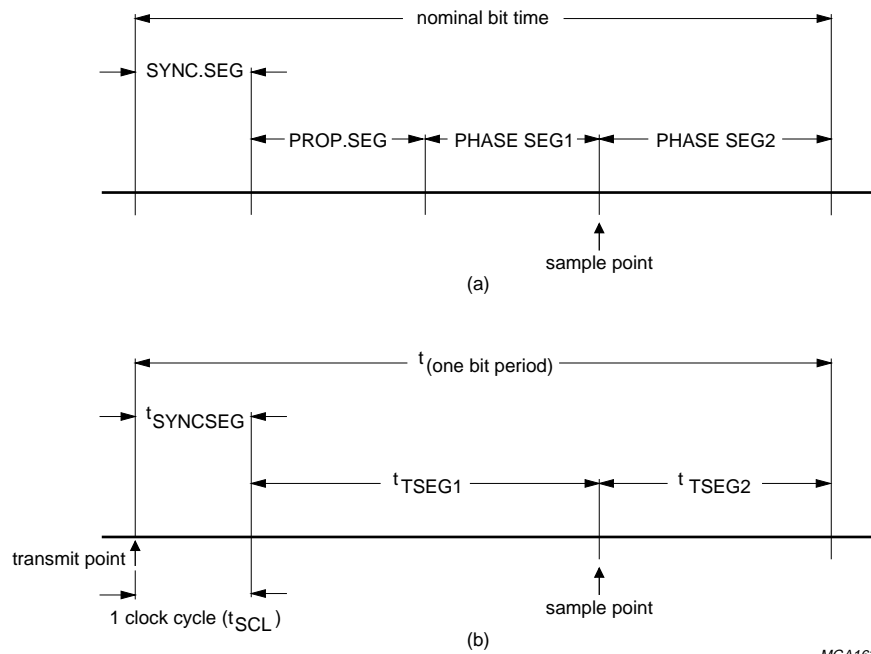 nominal bit time
SYNC.SEG
PROP.SEG PHASE SEG1 PHASE SEG2
sample point
(a)
t(one bit period)
tSYNCSEG
tTSEG1 tTSEG2
transmit point
sample point
1 clock cycle (tSCL)
(b)